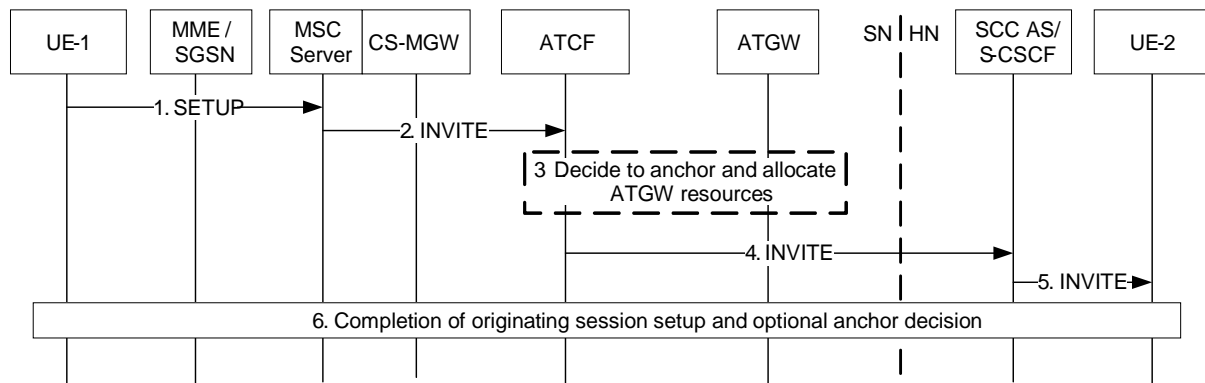 UE-1
MME /
SGSN
MSC
Server
CS-MGW
ATCF
ATGW
SN HN
SCC AS/
S-CSCF
UE-2
1. SETUP
2. INVITE
3 Decide to anchor and allocate
ATGW resources
4. INVITE
5. INVITE
6. Completion of originating session setup and optional anchor decision